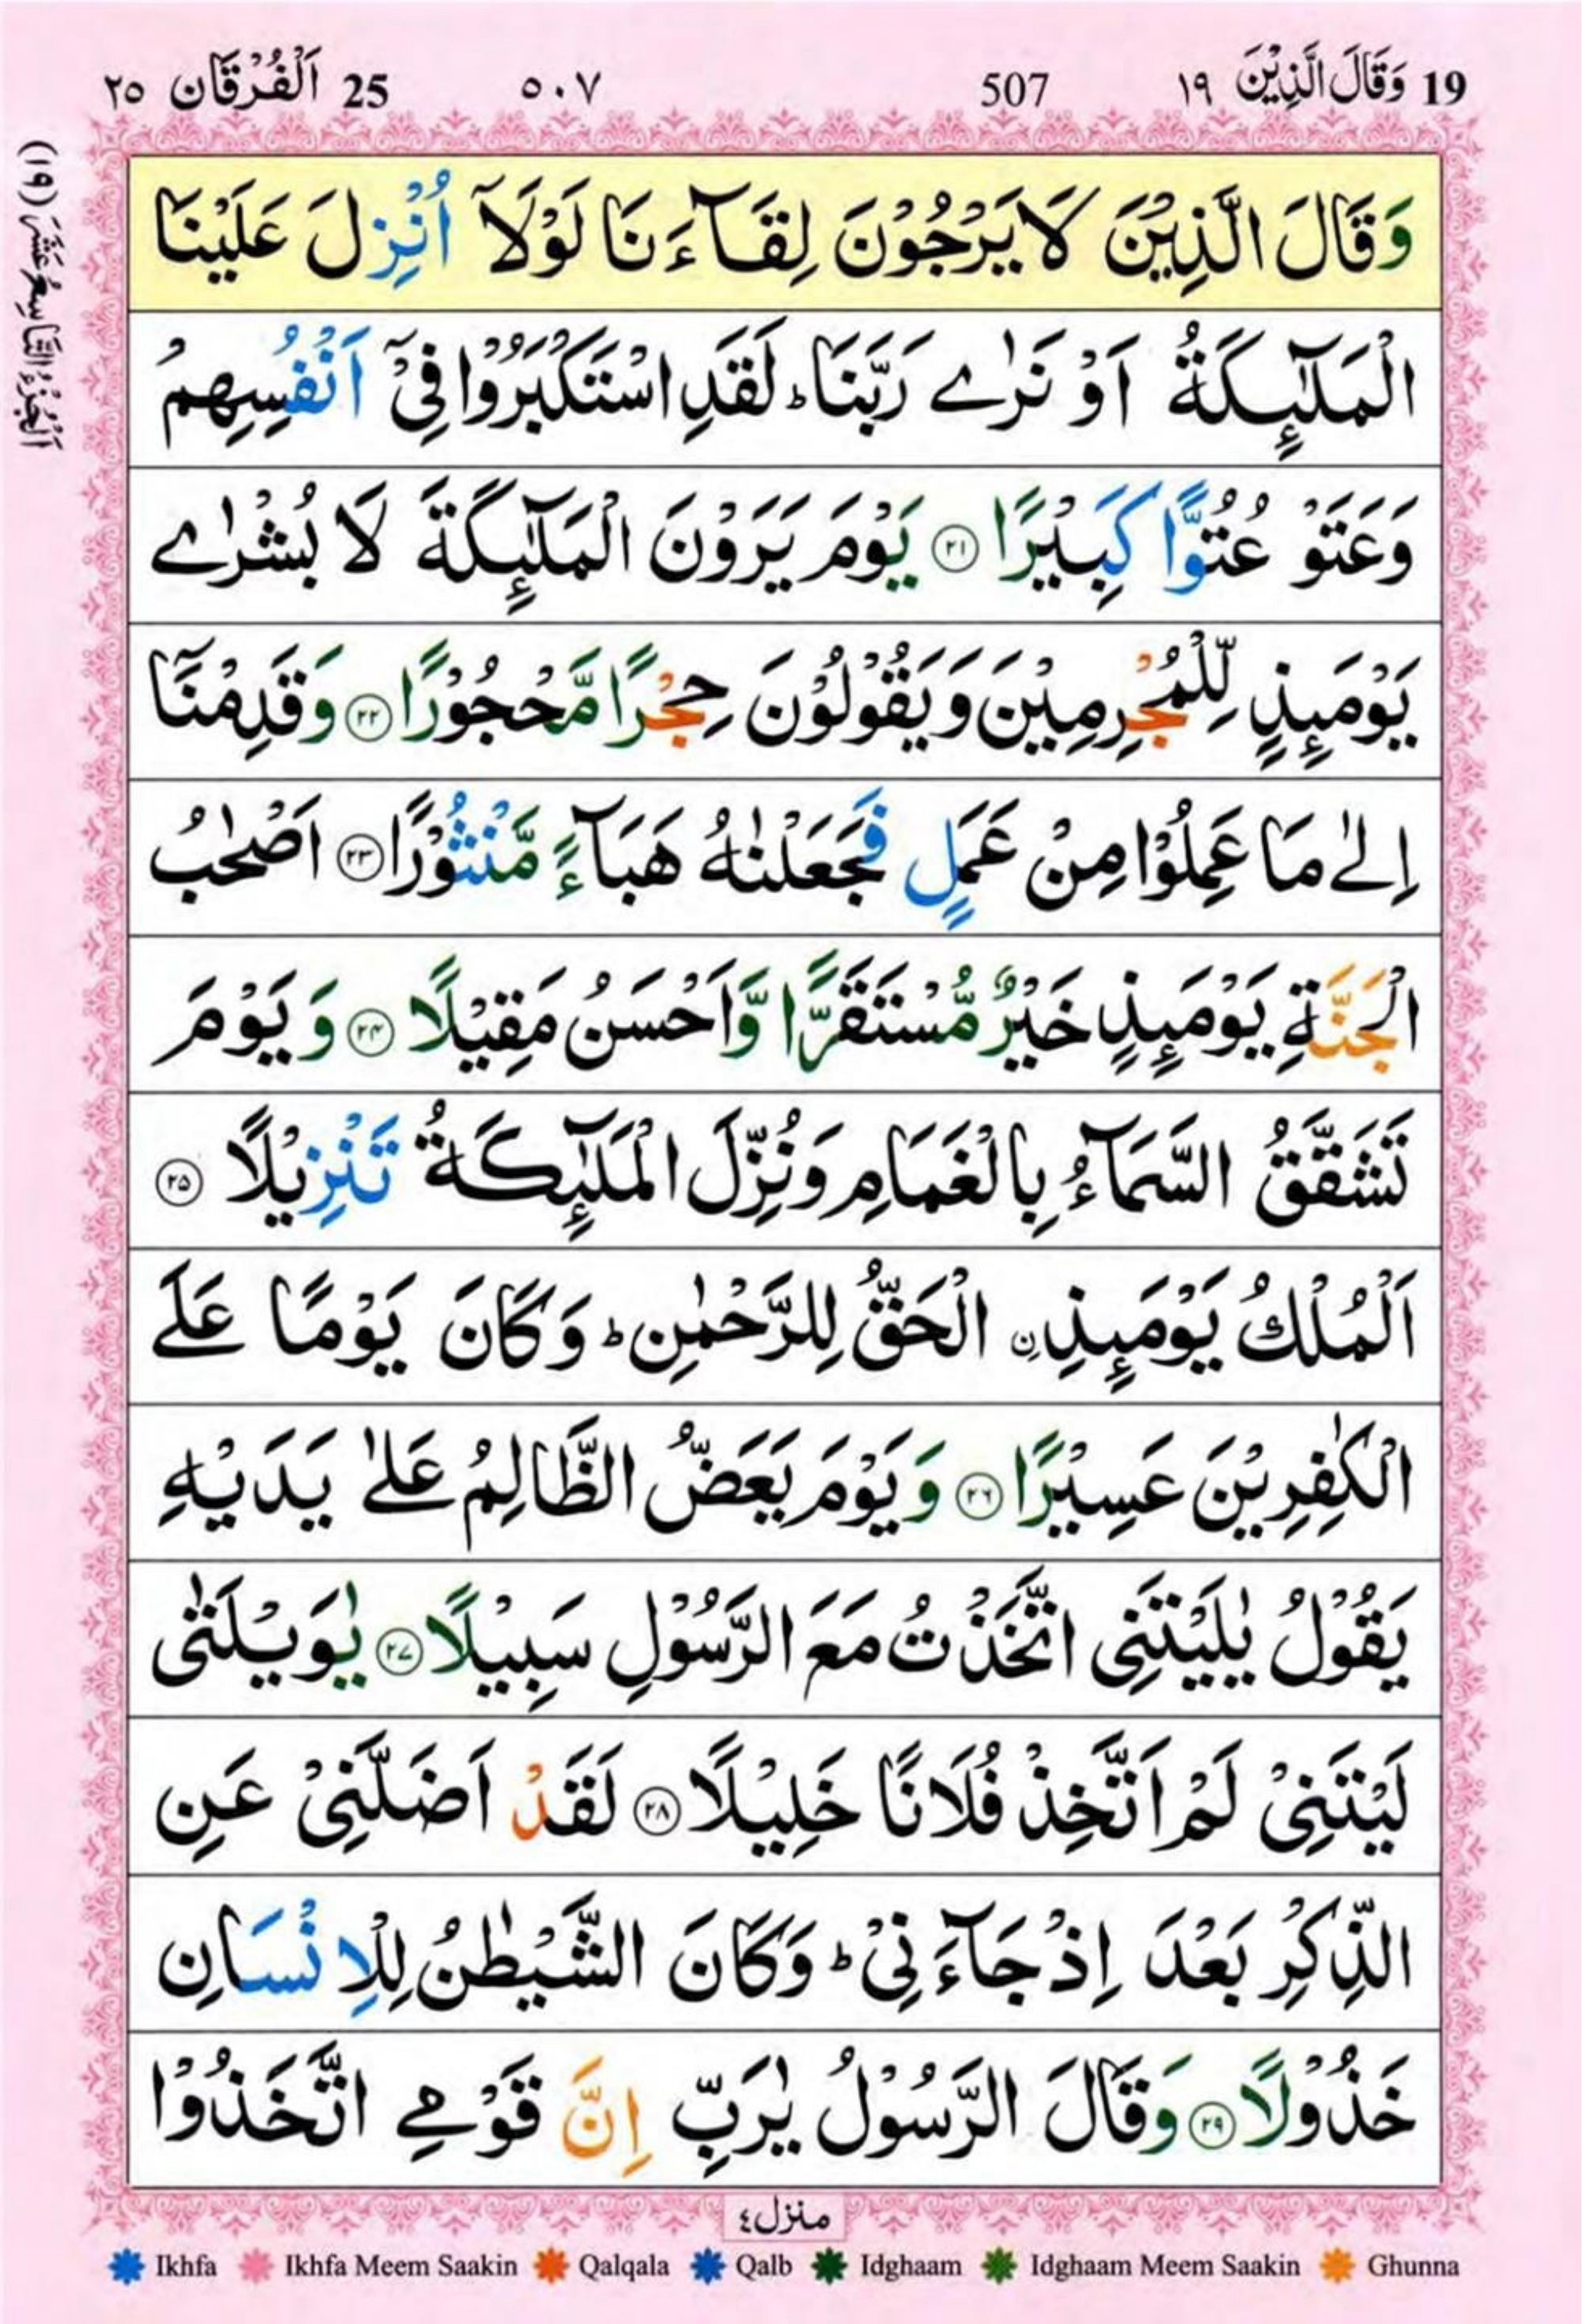 19 وَقَالَ الَّذِيْنَ ١٩ 507 ٥٠٧ 25 اَلْفُرْقَان ٢٥
اَلْجُزْءُ التَّاسِعُ عَشَرَ (١٩)
وَقَالَ الَّذِيْنَ لَا يَرْجُوْنَ لِقَآءَنَا لَوْلَآ اُنْزِلَ عَلَيْنَا
الْمَلٰٓئِكَةُ اَوْ نَرٰے رَبَّنَا ؕ لَقَدِ اسْتَكْبَرُوْا فِيْۤ اَنْفُسِهِمْ
وَعَتَوْ عُتُوًّا كَبِيْرًا ۝٢١ يَوْمَ يَرَوْنَ الْمَلٰٓئِكَةَ لَا بُشْرٰے
يَوْمَئِذٍ لِّلْمُجْرِمِيْنَ وَيَقُوْلُوْنَ حِجْرًا مَّحْجُوْرًا ۝٢٢ وَقَدِمْنَآ
اِلٰے مَا عَمِلُوْا مِنْ عَمَلٍ فَجَعَلْنٰهُ هَبَآءً مَّنْثُوْرًا ۝٢٣ اَصْحٰبُ
الْجَنَّةِ يَوْمَئِذٍ خَيْرٌ مُّسْتَقَرًّا وَّاَحْسَنُ مَقِيْلًا ۝٢٤ وَيَوْمَ
تَشَقَّقُ السَّمَآءُ بِالْغَمَامِ وَنُزِّلَ الْمَلٰٓئِكَةُ تَنْزِيْلًا ۝٢٥
اَلْمُلْكُ يَوْمَئِذِ ۨ الْحَقُّ لِلرَّحْمٰنِ ؕ وَكَانَ يَوْمًا عَلَے
الْكٰفِرِيْنَ عَسِيْرًا ۝٢٦ وَيَوْمَ يَعَضُّ الظَّالِمُ عَلٰے يَدَيْهِ
يَقُوْلُ يٰلَيْتَنِى اتَّخَذْتُ مَعَ الرَّسُوْلِ سَبِيْلًا ۝٢٧ يٰوَيْلَتٰى
لَيْتَنِيْ لَمْ اَتَّخِذْ فُلَانًا خَلِيْلًا ۝٢٨ لَقَدْ اَضَلَّنِيْ عَنِ
الذِّكْرِ بَعْدَ اِذْ جَآءَنِيْ ؕ وَكَانَ الشَّيْطٰنُ لِلْاِنْسَانِ
خَذُوْلًا ۝٢٩ وَقَالَ الرَّسُوْلُ يٰرَبِّ اِنَّ قَوْمِے اتَّخَذُوْا
منزل٤
Ikhfa Ikhfa Meem Saakin Qalqala Qalb Idghaam Idghaam Meem Saakin Ghunna